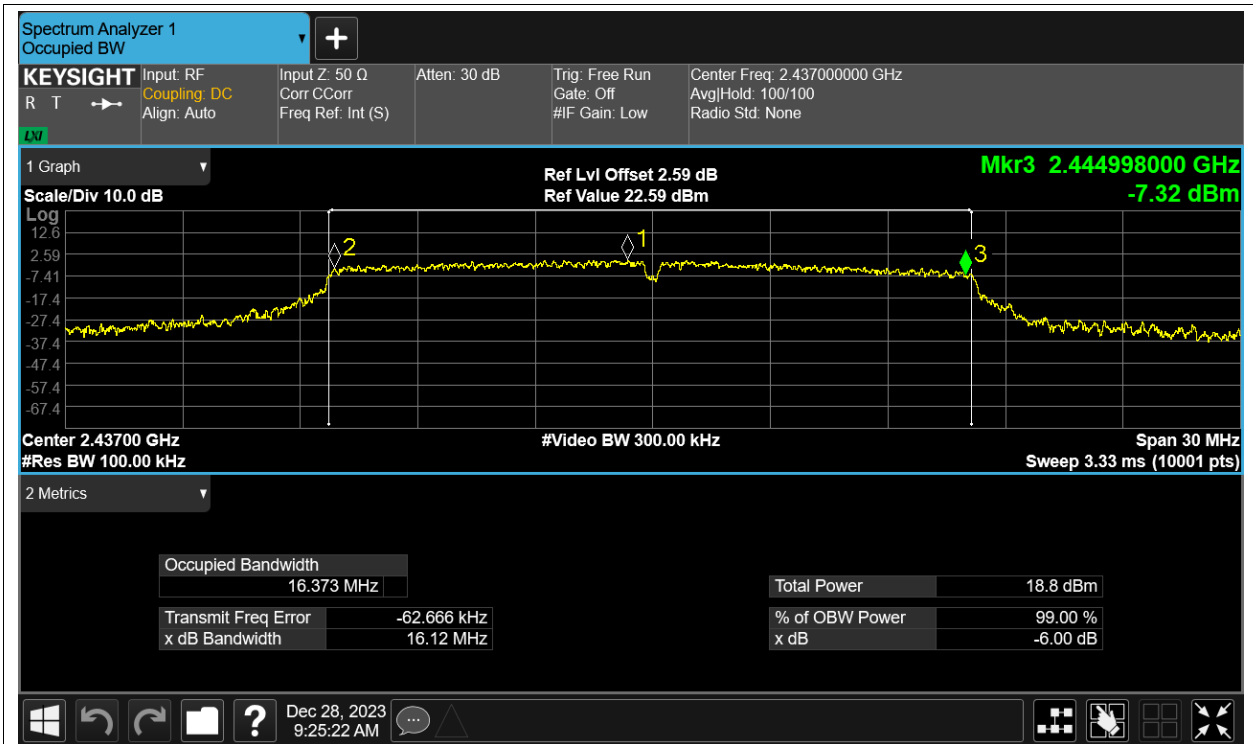 Spectrum Analyzer 1
Occupied BW
KEYSIGHT
R T
LXI
Input: RF
Coupling: DC
Align: Auto
Input Z: 50 Ω
Corr CCorr
Freq Ref: Int (S)
Atten: 30 dB
Trig: Free Run
Gate: Off
#IF Gain: Low
Center Freq: 2.437000000 GHz
Avg|Hold: 100/100
Radio Std: None
1 Graph
Scale/Div 10.0 dB
Ref Lvl Offset 2.59 dB
Ref Value 22.59 dBm
Mkr3 2.444998000 GHz
-7.32 dBm
Log
12.6
2.59
-7.41
-17.4
-27.4
-37.4
-47.4
-57.4
-67.4
2
1
3
Center 2.43700 GHz
#Video BW 300.00 kHz
Span 30 MHz
#Res BW 100.00 kHz
Sweep 3.33 ms (10001 pts)
2 Metrics
Occupied Bandwidth
16.373 MHz
Total Power 18.8 dBm
Transmit Freq Error -62.666 kHz
% of OBW Power 99.00 %
x dB Bandwidth 16.12 MHz
x dB -6.00 dB
?
Dec 28, 2023
9:25:22 AM